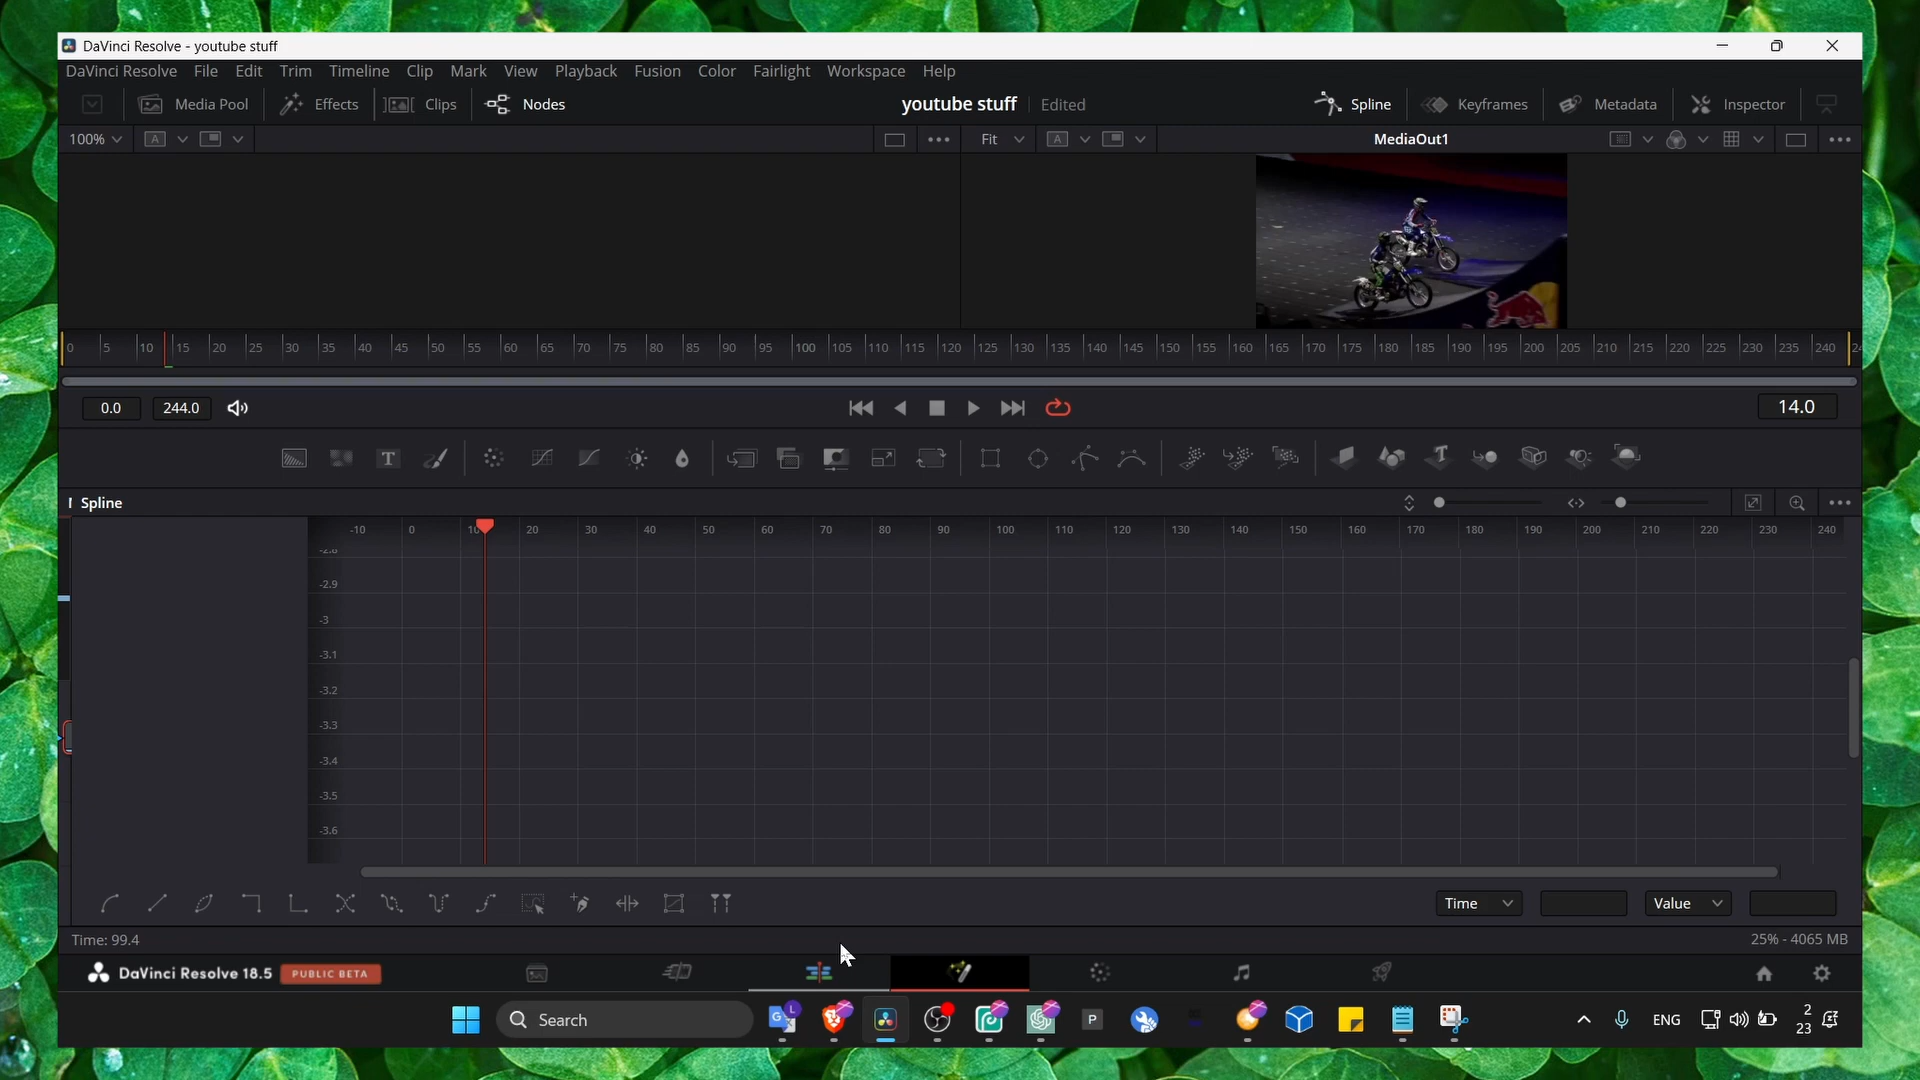 DaVinci Resolve - youtube stuff
DaVinci Resolve File Edit Trim Timeline Clip Mark View Playback Fusion Color Fairlight Workspace Help
Media Pool Effects Clips Nodes youtube stuff Edited Spline Keyframes Metadata Inspector
100% A Fit A MediaOut1
0 5 10 15 20 25 30 35 40 45 50 55 60 65 70 75 80 85 90 95 100 105 110 115 120 125 130 135 140 145 150 155 160 165 170 175 180 185 190 195 200 205 210 215 220 225 230 235 240
0.0 244.0 14.0
T T
Spline
-10 0 10 20 30 40 50 60 70 80 90 100 110 120 130 140 150 160 170 180 190 200 210 220 230 240
-2.8
-2.9
-3
-3.1
-3.2
-3.3
-3.4
-3.5
-3.6
Time Value
Time: 99.4 25% - 4065 MB
DaVinci Resolve 18.5 PUBLIC BETA
Search L P ENG 2
23